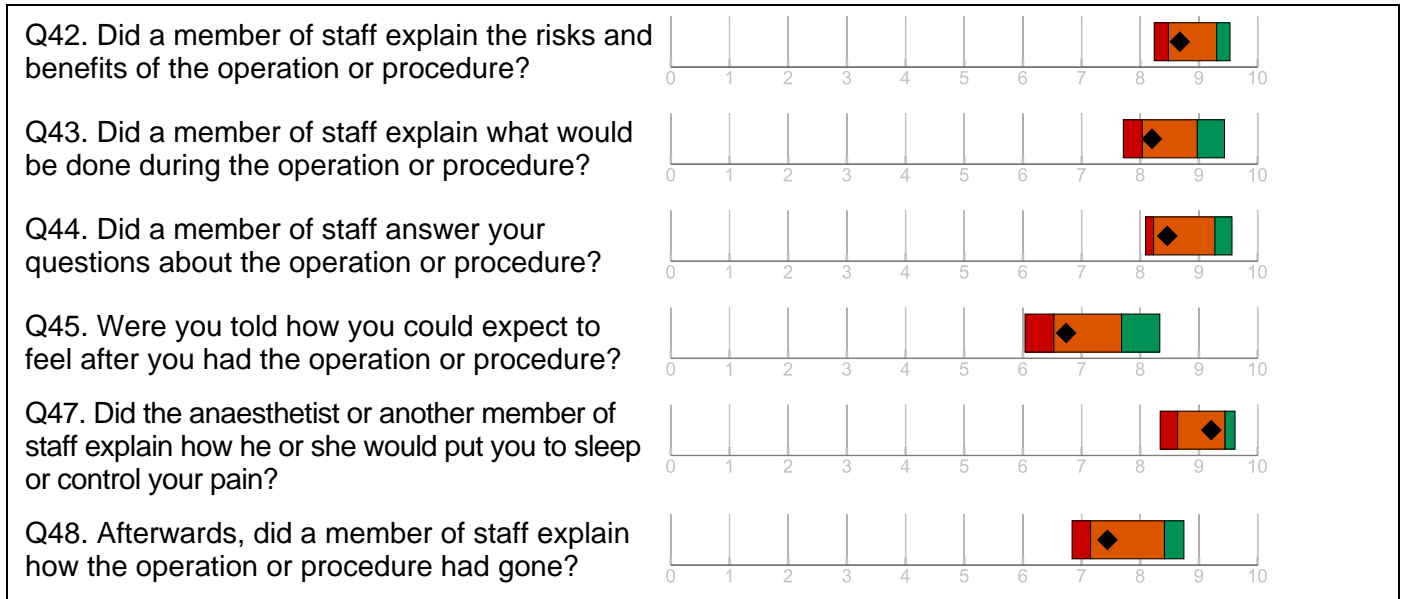 Q42. Did a member of staff explain the risks and
benefits of the operation or procedure?
0 1 2 3 4 5 6 7 8 9 10
Q43. Did a member of staff explain what would
be done during the operation or procedure?
0 1 2 3 4 5 6 7 8 9 10
Q44. Did a member of staff answer your
questions about the operation or procedure?
0 1 2 3 4 5 6 7 8 9 10
Q45. Were you told how you could expect to
feel after you had the operation or procedure?
0 1 2 3 4 5 6 7 8 9 10
Q47. Did the anaesthetist or another member of
staff explain how he or she would put you to sleep
or control your pain?
0 1 2 3 4 5 6 7 8 9 10
Q48. Afterwards, did a member of staff explain
how the operation or procedure had gone?
0 1 2 3 4 5 6 7 8 9 10